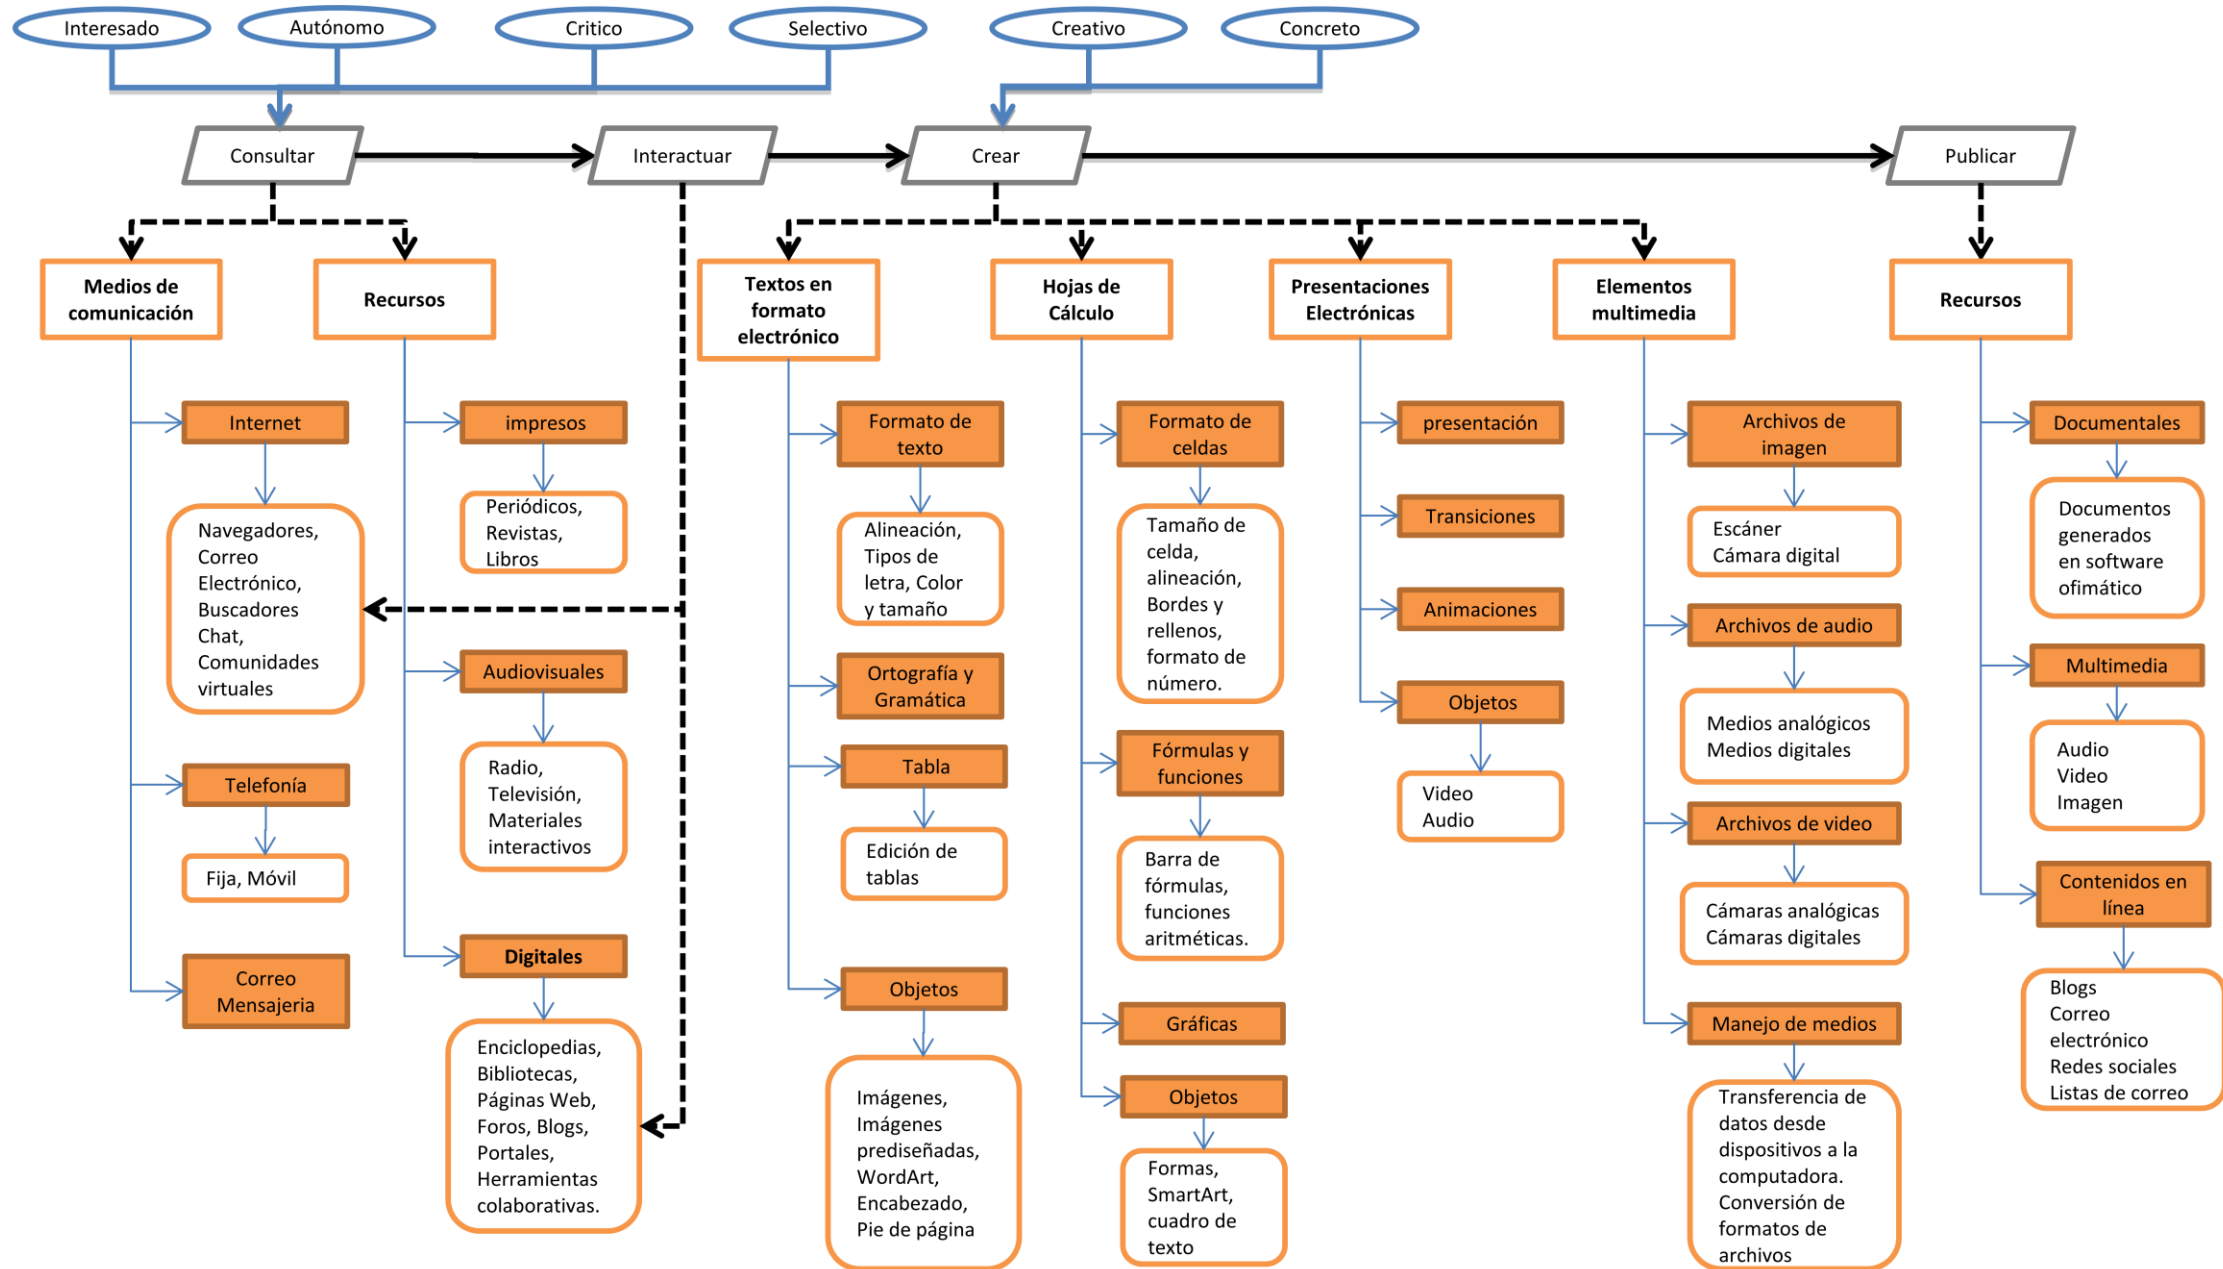 Interesado
Autónomo
Critico
Selectivo
Creativo
Concreto
Consultar
Interactuar
Crear
Publicar
Medios de
comunicación
Internet
Navegadores,
Correo
Electrónico,
Buscadores
Chat,
Comunidades
virtuales
Telefonía
Fija, Móvil
Correo
Mensajeria
Recursos
impresos
Periódicos,
Revistas,
Libros
Audiovisuales
Radio,
Televisión,
Materiales
interactivos
Digitales
Enciclopedias,
Bibliotecas,
Páginas Web,
Foros, Blogs,
Portales,
Herramientas
colaborativas.
Textos en
formato
electrónico
Formato de
texto
Alineación,
Tipos de
letra, Color
y tamaño
Ortografía y
Gramática
Tabla
Edición de
tablas
Objetos
Imágenes,
Imágenes
prediseñadas,
WordArt,
Encabezado,
Pie de página
Hojas de
Cálculo
Formato de
celdas
Tamaño de
celda,
alineación,
Bordes y
rellenos,
formato de
número.
Fórmulas y
funciones
Barra de
fórmulas,
funciones
aritméticas.
Gráficas
Objetos
Formas,
SmartArt,
cuadro de
texto
Presentaciones
Electrónicas
presentación
Transiciones
Animaciones
Objetos
Video
Audio
Elementos
multimedia
Archivos de
imagen
Escáner
Cámara digital
Archivos de audio
Medios analógicos
Medios digitales
Archivos de video
Cámaras analógicas
Cámaras digitales
Manejo de medios
Transferencia de
datos desde
dispositivos a la
computadora.
Conversión de
formatos de
archivos
Recursos
Documentales
Documentos
generados
en software
ofimático
Multimedia
Audio
Video
Imagen
Contenidos en
línea
Blogs
Correo
electrónico
Redes sociales
Listas de correo